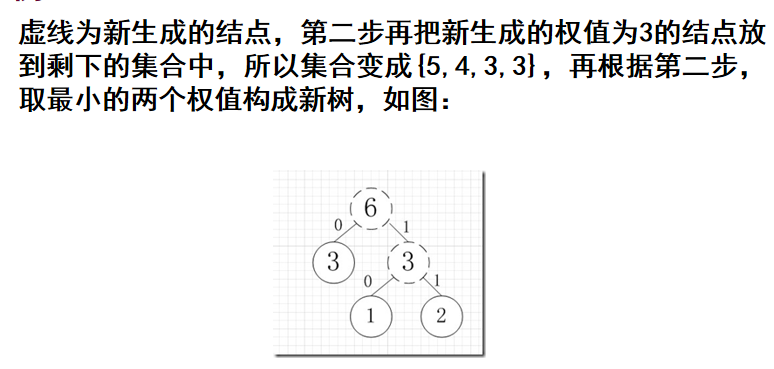 虚线为新生成的结点，第二步再把新生成的权值为3的结点放
到剩下的集合中，所以集合变成{5,4,3,3}，再根据第二步，
取最小的两个权值构成新树，如图：
6
0 1
3 3
0 1
1 2